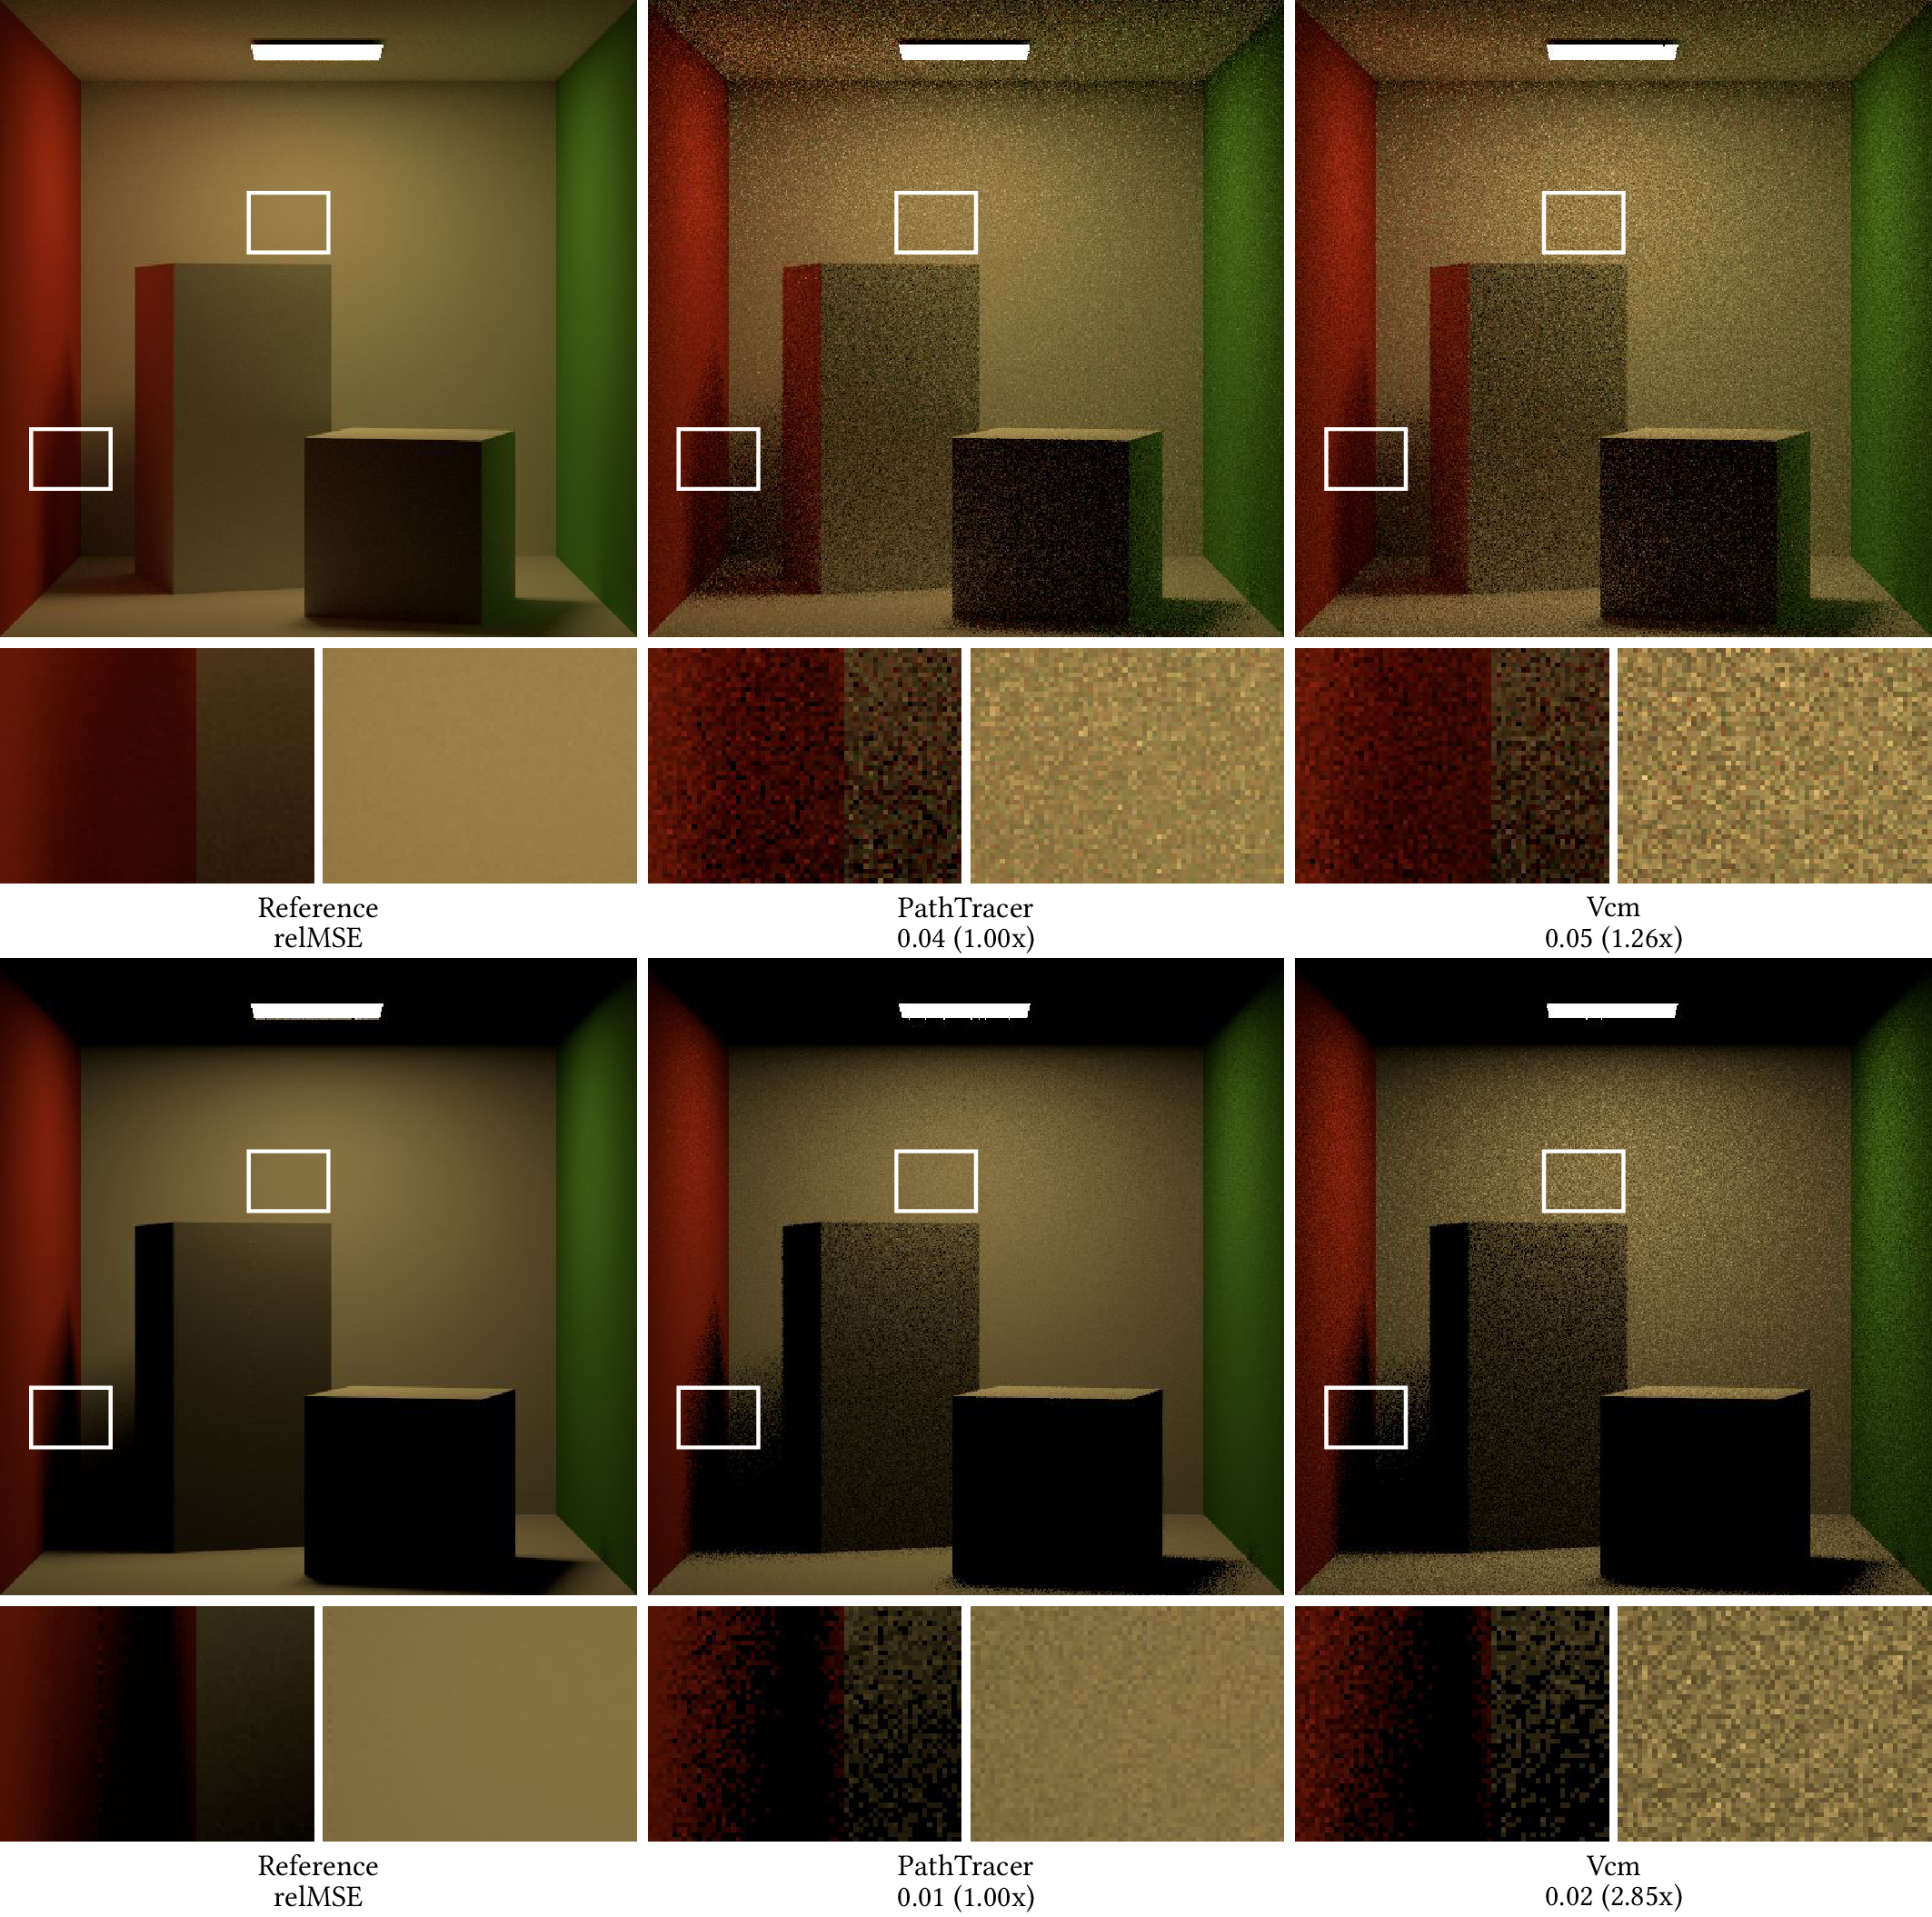 Reference
relMSE
PathTracer
0.04 (1.00x)
Vcm
0.05 (1.26x)
Reference
relMSE
PathTracer
0.01 (1.00x)
Vcm
0.02 (2.85x)